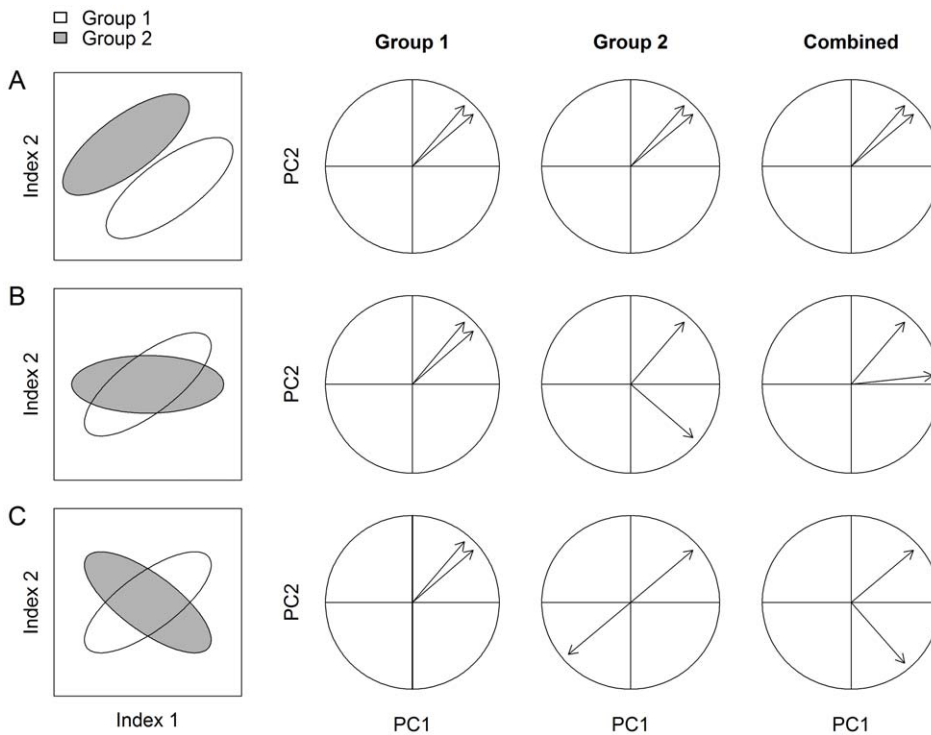 Group 1
Group 2
Group 1 Group 2 Combined
A
Index 2
PC2
B
Index 2
PC2
C
Index 2
PC2
Index 1 PC1 PC1 PC1